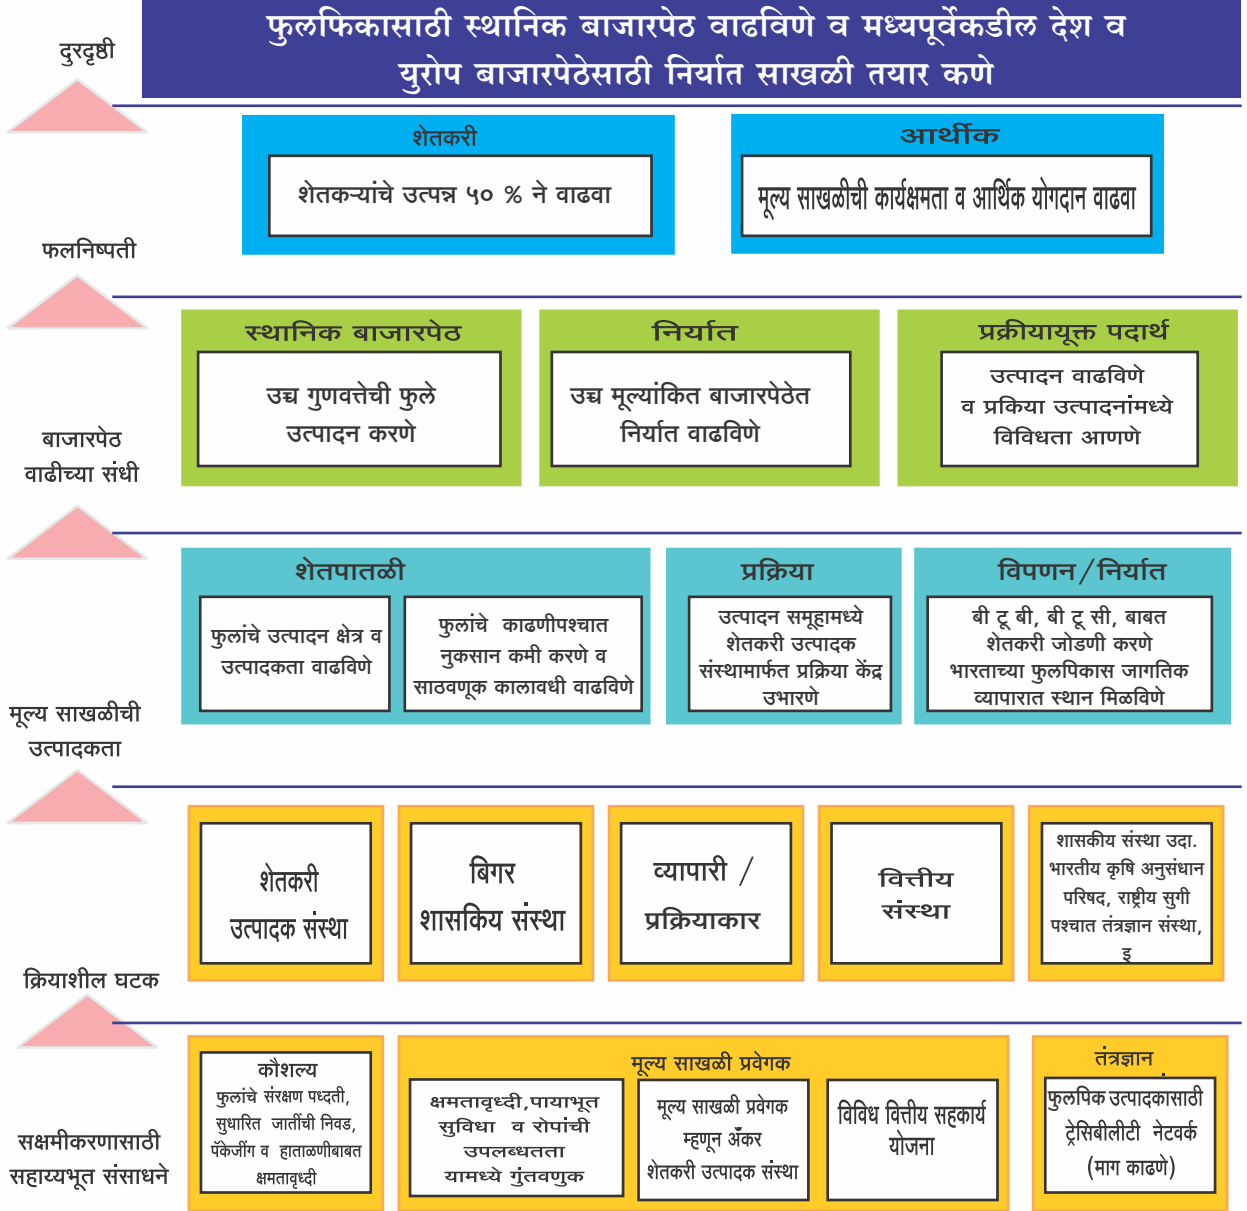 दुरदृष्ठी
फुलफिकासाठी स्थानिक बाजारपेठ वाढविणे व मध्यपूर्वेकडील देश व
युरोप बाजारपेठेसाठी निर्यात साखळी तयार कणे
शेतकरी
शेतकऱ्यांचे उत्पन्न ५० % ने वाढवा
आर्थीक
मूल्य साखळीची कार्यक्षमता व आर्थिक योगदान वाढवा
फलनिष्पती
स्थानिक बाजारपेठ
उच्च गुणवत्तेची फुले
उत्पादन करणे
निर्यात
उच्च मूल्यांकित बाजारपेठेत
निर्यात वाढविणे
प्रक्रीयायूक्त पदार्थ
उत्पादन वाढविणे
व प्रकिया उत्पादनांमध्ये
विविधता आणणे
बाजारपेठ
वाढीच्या संधी
शेतपातळी
फुलांचे उत्पादन क्षेत्र व
उत्पादकता वाढविणे
फुलांचे काढणीपश्चात
नुकसान कमी करणे व
साठवणूक कालावधी वाढविणे
प्रक्रिया
उत्पादन समूहामध्ये
शेतकरी उत्पादक
संस्थामार्फत प्रक्रिया केंद्र
उभारणे
विपणन/निर्यात
बी टू बी, बी टू सी, बाबत
शेतकरी जोडणी करणे
भारताच्या फुलपिकास जागतिक
व्यापारात स्थान मिळविणे
मूल्य साखळीची
उत्पादकता
शेतकरी
उत्पादक संस्था
बिगर
शासकिय संस्था
व्यापारी /
प्रक्रियाकार
वित्तीय
संस्था
शासकीय संस्था उदा.
भारतीय कृषि अनुसंधान
परिषद, राष्ट्रीय सुगी
पश्चात तंत्रज्ञान संस्था,
इ
क्रियाशील घटक
कौशल्य
फुलांचे संरक्षण पध्दती,
सुधारित जातींची निवड,
पॅकेजींग व हाताळणीबाबत
क्षमतावृध्दी
मूल्य साखळी प्रवेगक
क्षमतावृध्दी,पायाभूत
सुविधा व रोपांची
उपलब्धतता
यामध्ये गुंतवणुक
मूल्य साखळी प्रवेगक
म्हणून अँकर
शेतकरी उत्पादक संस्था
विविध वित्तीय सहकार्य
योजना
तंत्रज्ञान
फुलपिक उत्पादकासाठी
ट्रेसिबीलीटी नेटवर्क
(माग काढणे)
सक्षमीकरणासाठी
सहाय्यभूत संसाधने